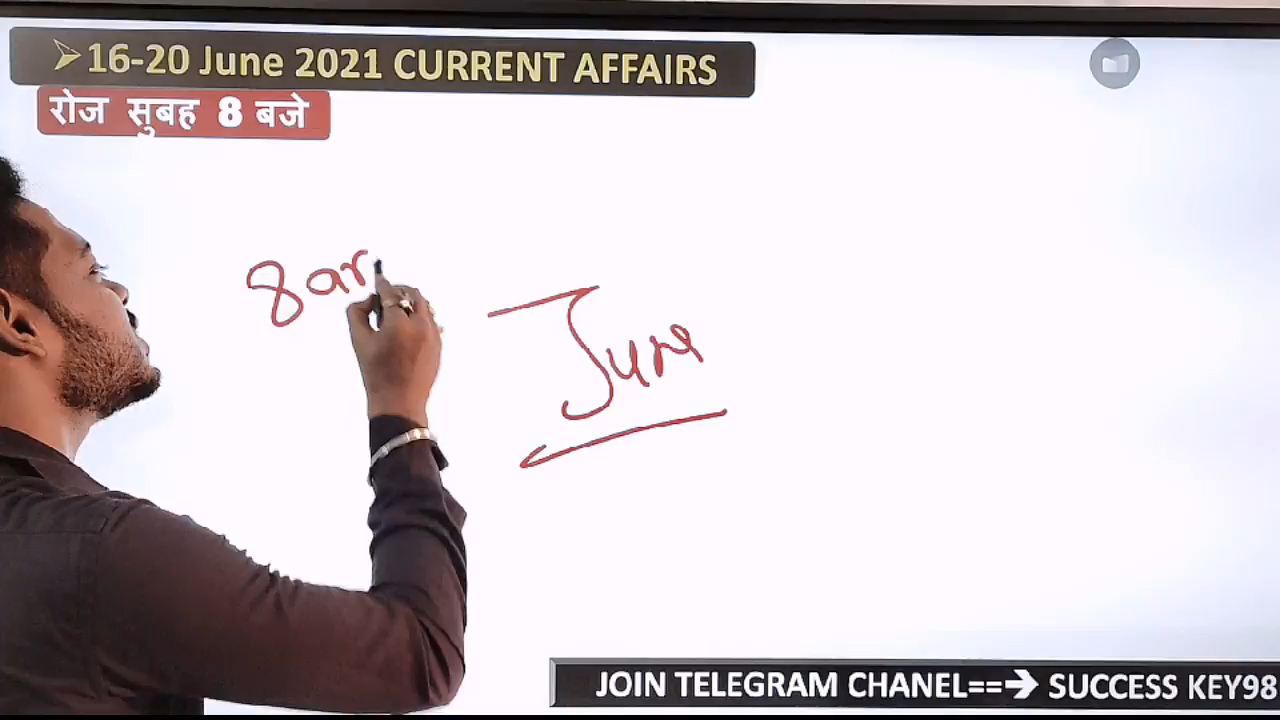 16-20 June 2021 CURRENT AFFAIRS
रोज सुबह 8 बजे
8ar
June
JOIN TELEGRAM CHANEL==➔ SUCCESS KEY98